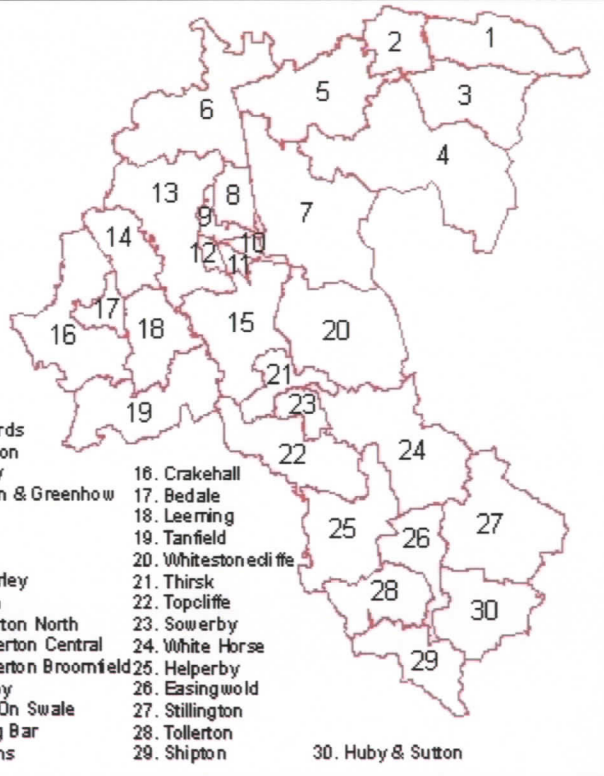 2
1
5
3
6
4
13
8
7
9
14
10
12
11
17
16
18
15
20
21
19
23
22
24
25
26
27
28
30
29
rds
on
y
n & Greenhow
rley
ton North
erton Central
erton Broomfield
y
On Swale
g Bar
ns
16. Crakehall
17. Bedale
18. Leeming
19. Tanfield
20. Whitestonecliffe
21. Thirsk
22. Topcliffe
23. Sowerby
24. White Horse
25. Helperby
26. Easingwold
27. Stillington
28. Tollerton
29. Shipton
30. Huby & Sutton